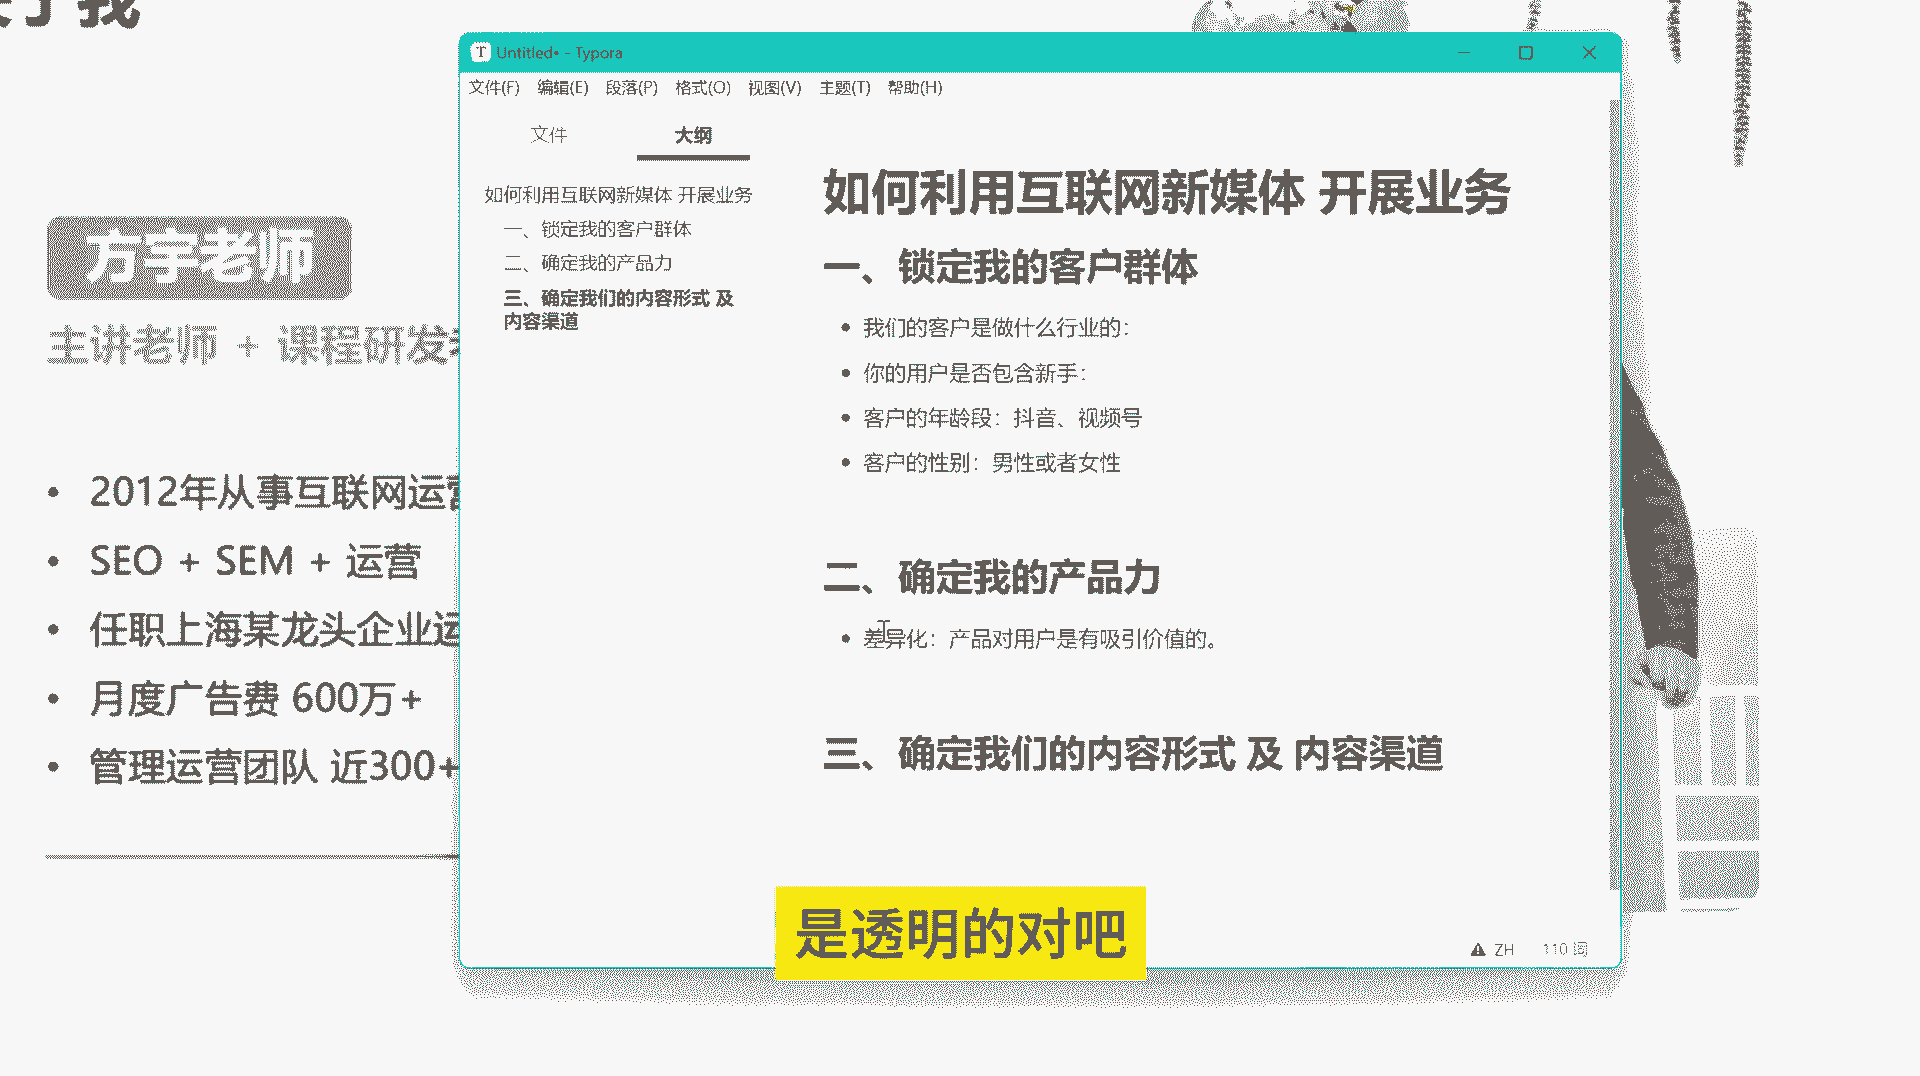 我
Untitled• - Typora
文件(F) 编辑(E) 段落(P) 格式(O) 视图(V) 主题(T) 帮助(H)
文件 大纲
如何利用互联网新媒体 开展业务
一、锁定我的客户群体
二、确定我的产品力
三、确定我们的内容形式 及
内容渠道
如何利用互联网新媒体 开展业务
一、锁定我的客户群体
• 我们的客户是做什么行业的：
• 你的用户是否包含新手：
• 客户的年龄段：抖音、视频号
• 客户的性别：男性或者女性
二、确定我的产品力
• 差异化：产品对用户是有吸引价值的。
三、确定我们的内容形式 及 内容渠道
ZH 110 词
方宇老师
主讲老师 + 课程研发
• 2012年从事互联网运营
• SEO + SEM + 运营
• 任职上海某龙头企业运
• 月度广告费 600万+
• 管理运营团队 近300+
是透明的对吧